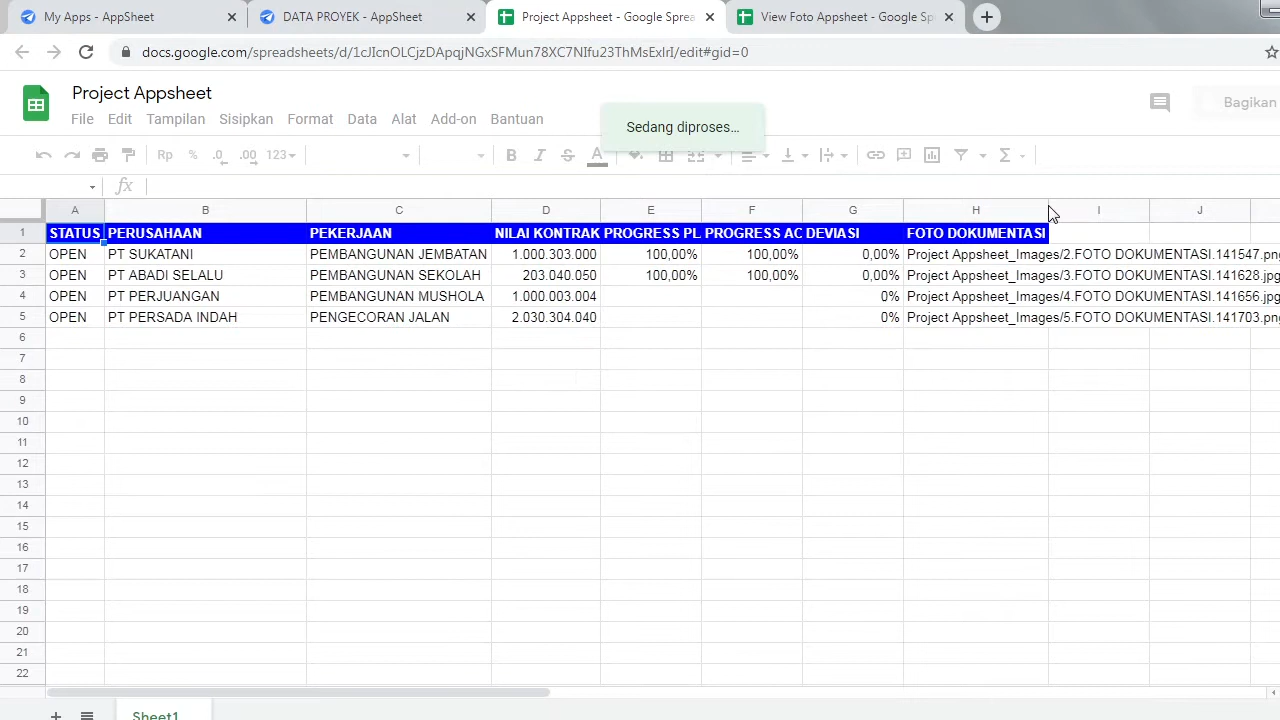 My Apps - AppSheet
DATA PROYEK - AppSheet
Project Appsheet - Google Sprea
View Foto Appsheet - Google Sp
docs.google.com/spreadsheets/d/1cJIcnOLCjzDApqjNGxSFMun78XC7NIfu23ThMsExIrI/edit#gid=0
Project Appsheet
Bagikan
File Edit Tampilan Sisipkan Format Data Alat Add-on Bantuan
Sedang diproses...
Rp % .0 .00 123
fx
A B C D E F G H I J
1 STATUS PERUSAHAAN PEKERJAAN NILAI KONTRAK PROGRESS PL PROGRESS AC DEVIASI FOTO DOKUMENTASI
2 OPEN PT SUKATANI PEMBANGUNAN JEMBATAN 1.000.303.000 100,00% 100,00% 0,00% Project Appsheet_Images/2.FOTO DOKUMENTASI.141547.png
3 OPEN PT ABADI SELALU PEMBANGUNAN SEKOLAH 203.040.050 100,00% 100,00% 0,00% Project Appsheet_Images/3.FOTO DOKUMENTASI.141628.jpg
4 OPEN PT PERJUANGAN PEMBANGUNAN MUSHOLA 1.000.003.004 0% Project Appsheet_Images/4.FOTO DOKUMENTASI.141656.jpg
5 OPEN PT PERSADA INDAH PENGECORAN JALAN 2.030.304.040 0% Project Appsheet_Images/5.FOTO DOKUMENTASI.141703.png
6
7
8
9
10
11
12
13
14
15
16
17
18
19
20
21
22
Sheet1